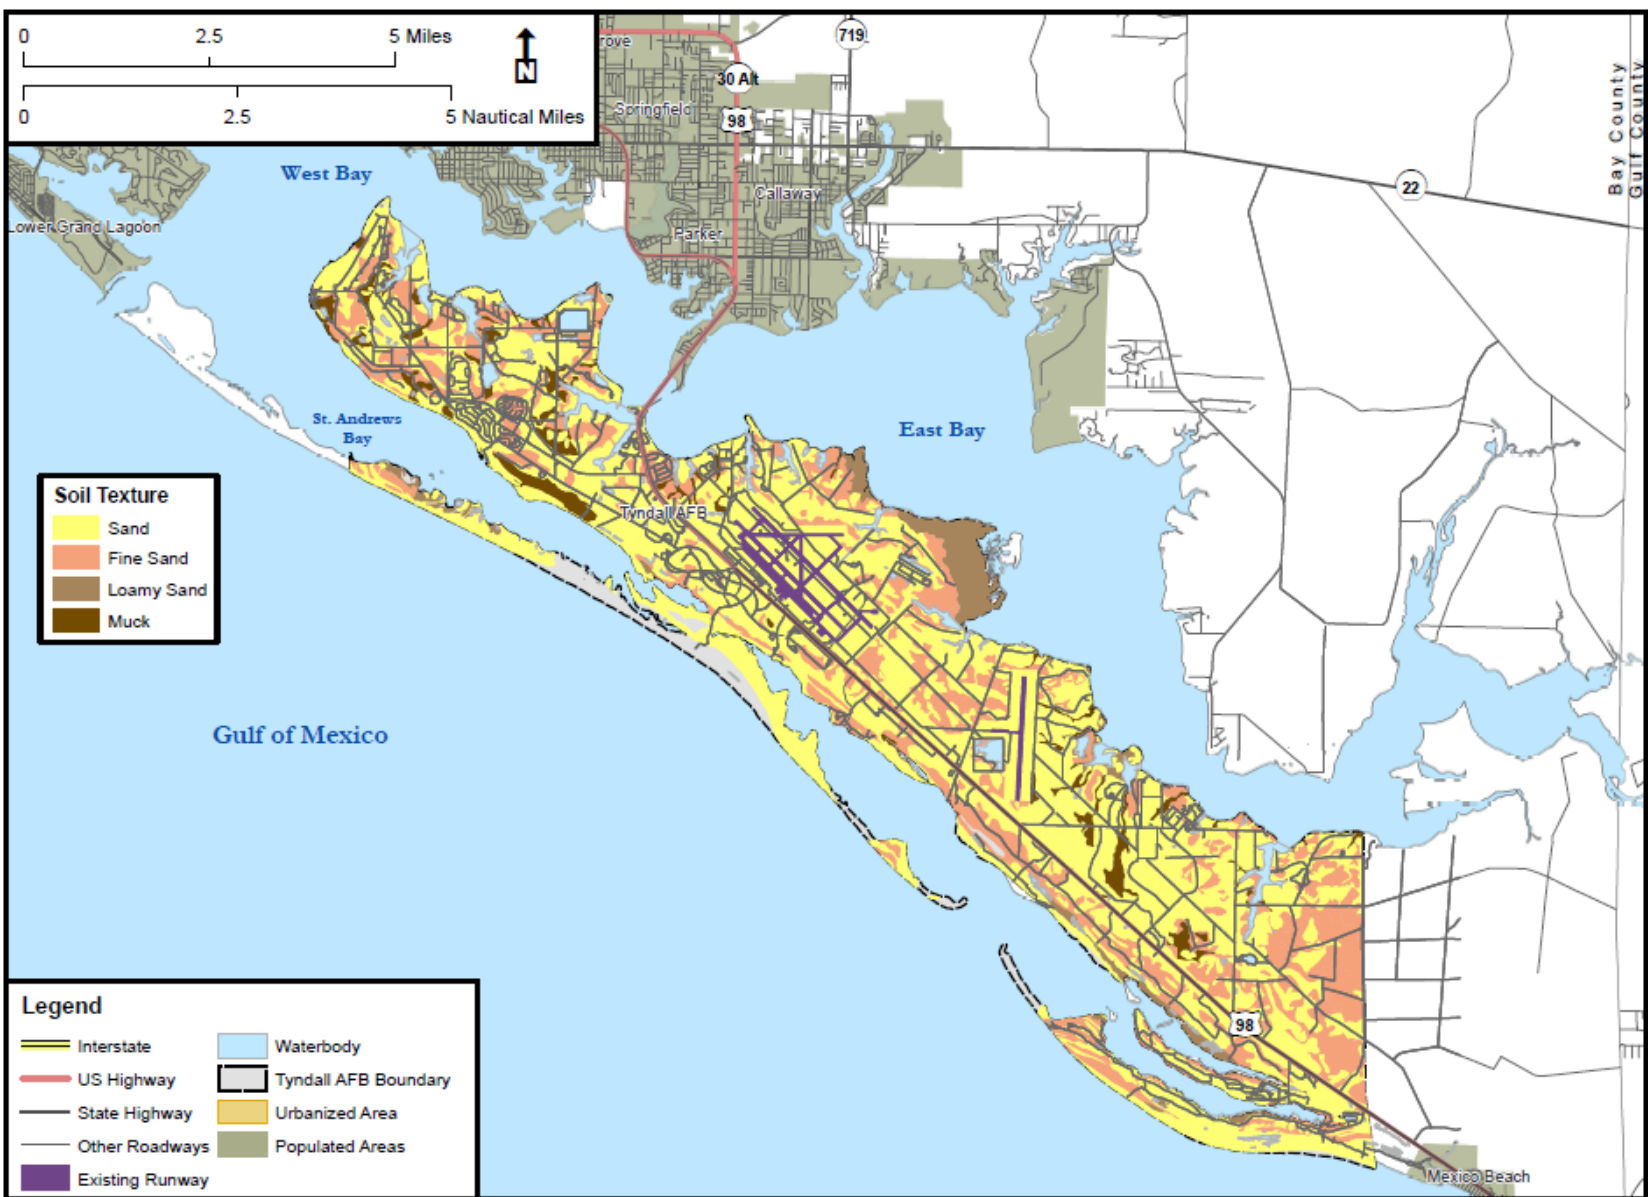 0 2.5 5 Miles
N
0 2.5 5 Nautical Miles
rove
719
30 Alt
98
Springfield
Bay County
Gulf County
West Bay
Callaway
22
Lower Grand Lagoon
Parker
St. Andrews
Bay
East Bay
Soil Texture
Sand
Fine Sand
Loamy Sand
Muck
Tyndall AFB
Gulf of Mexico
98
Mexico Beach
Legend
Interstate
US Highway
State Highway
Other Roadways
Existing Runway
Waterbody
Tyndall AFB Boundary
Urbanized Area
Populated Areas